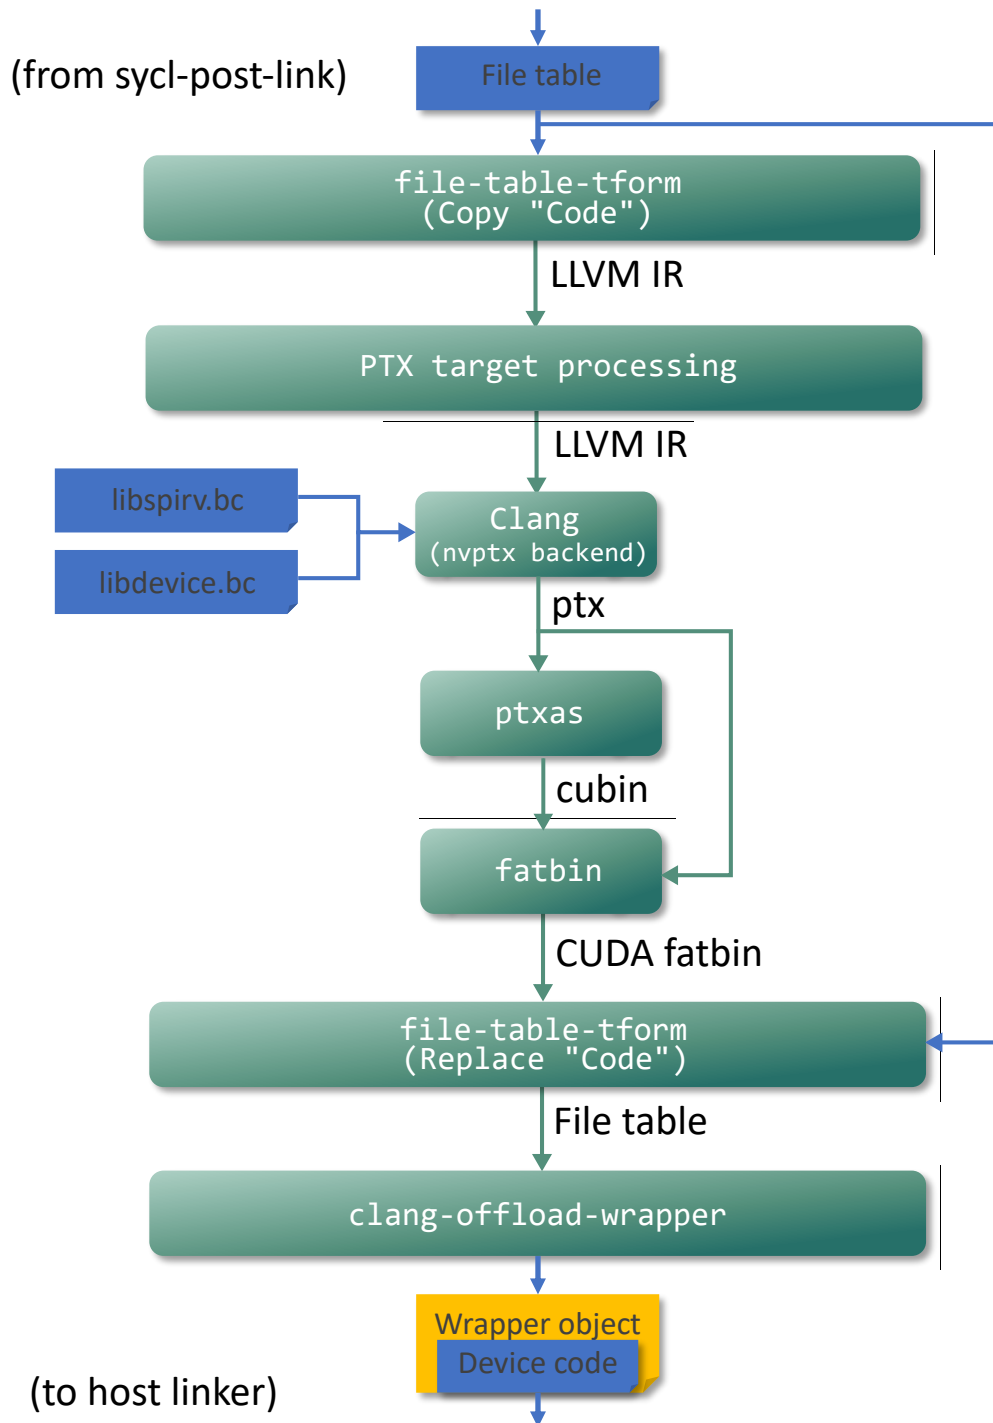 (from sycl-post-link)
File table
file-table-tform
(Copy "Code")
LLVM IR
PTX target processing
LLVM IR
libspirv.bc
Clang
(nvptx backend)
libdevice.bc
ptx
ptxas
cubin
fatbin
CUDA fatbin
file-table-tform
(Replace "Code")
File table
clang-offload-wrapper
Wrapper object
Device code
(to host linker)